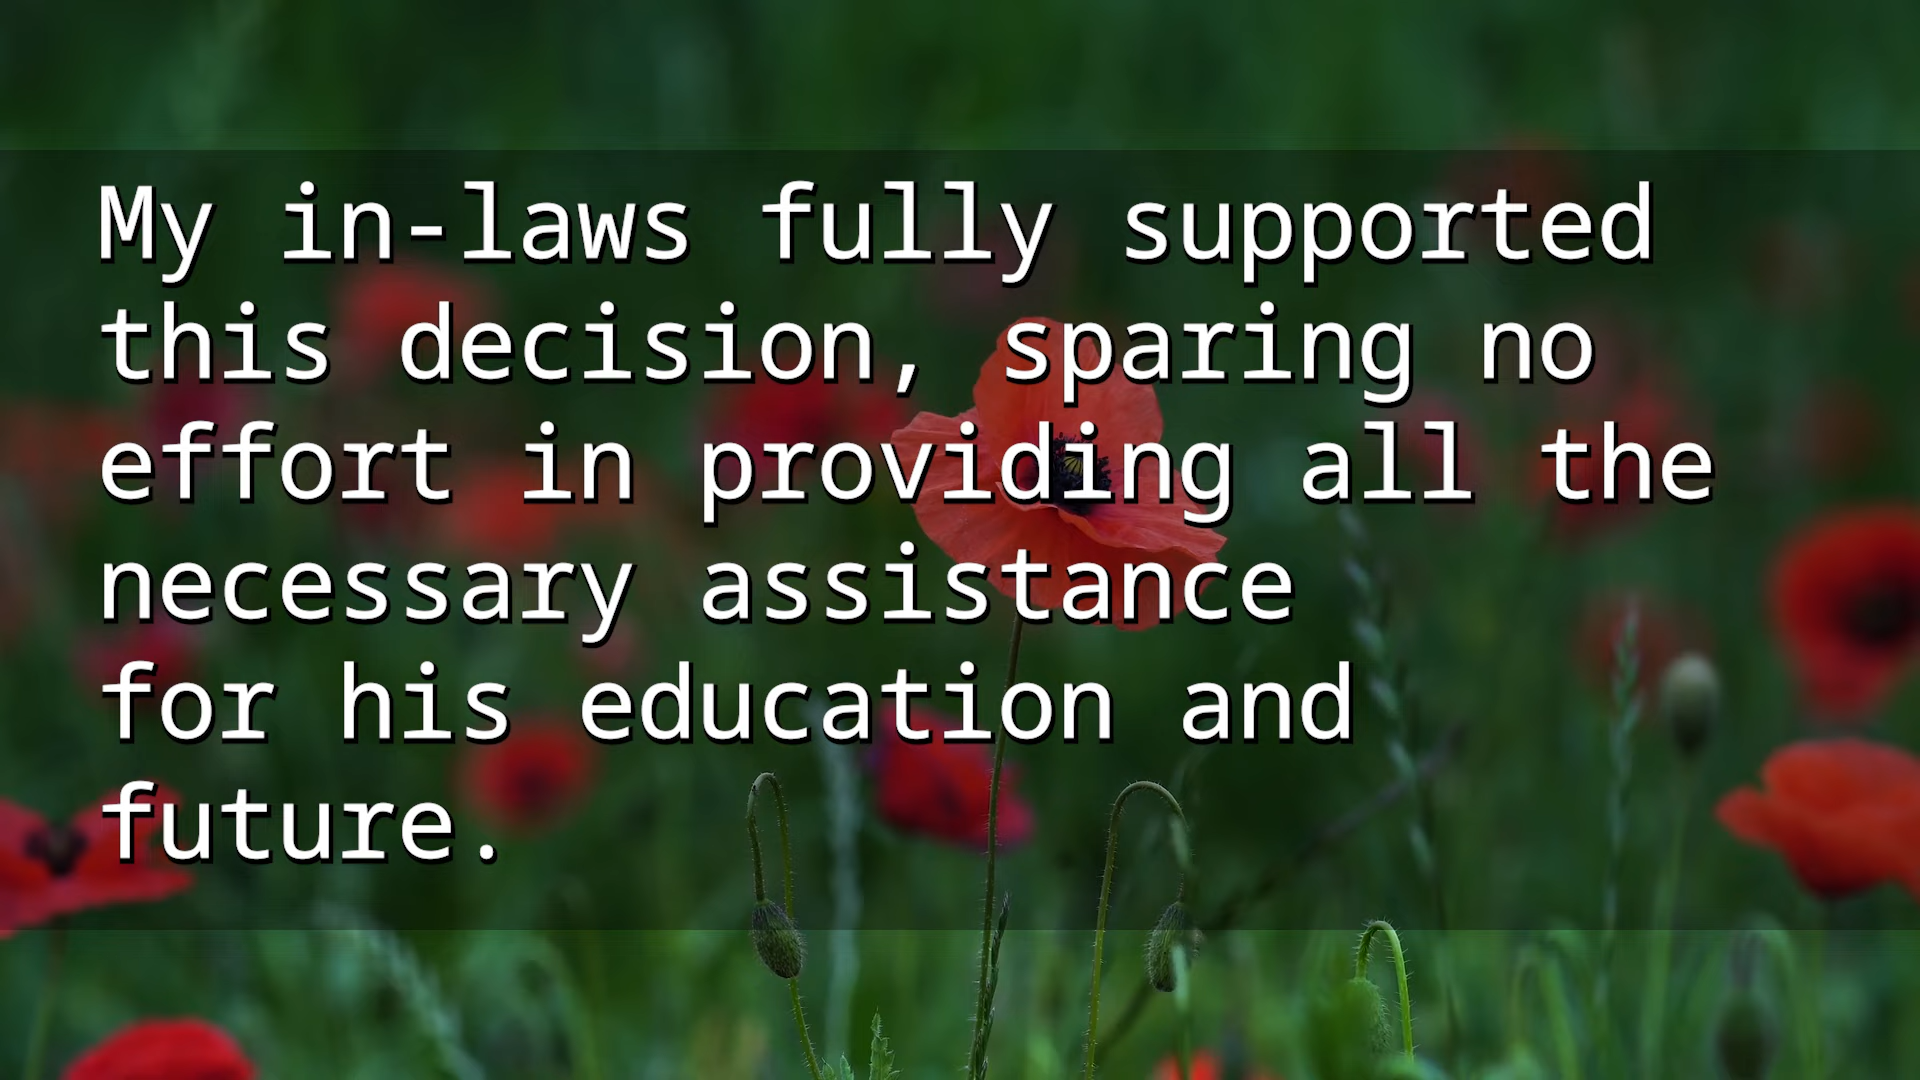 My in-laws fully supported
this decision, sparing no
effort in providing all the
necessary assistance
for his education and
future.